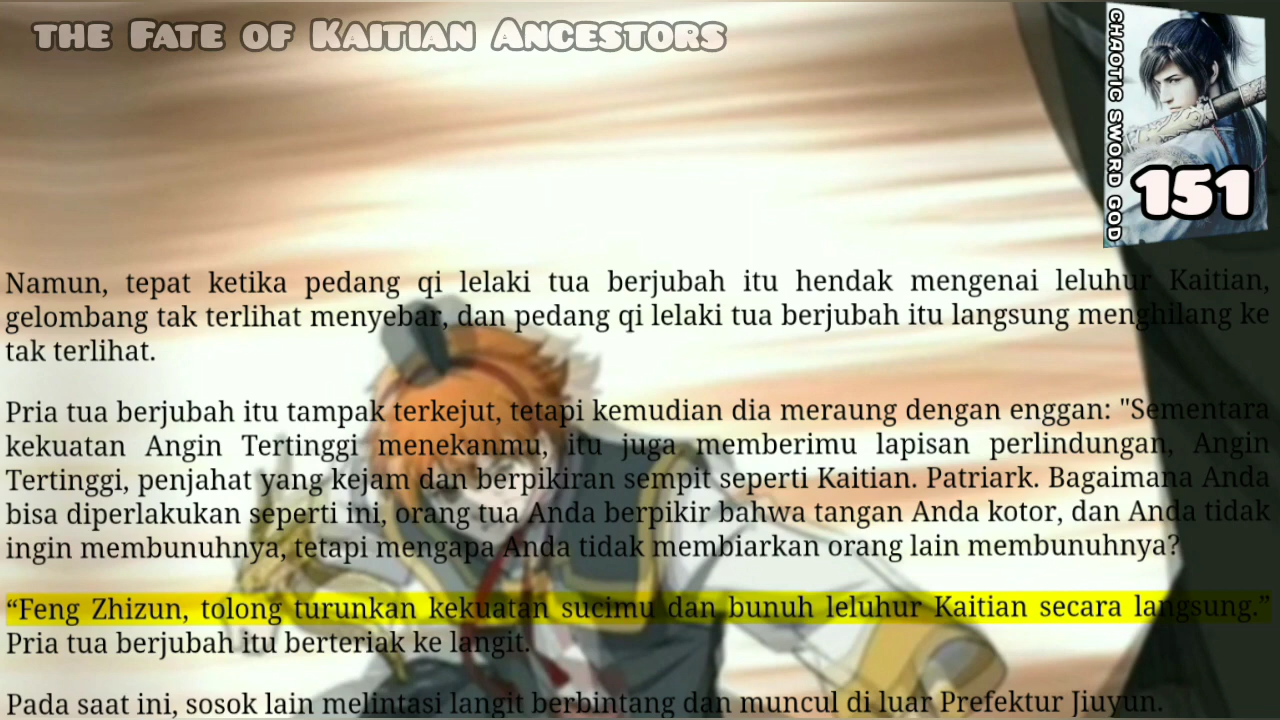 the Fate of Kaitian Ancestors
CHAOTIC SWORD GOD
151
Namun, tepat ketika pedang qi lelaki tua berjubah itu hendak mengenai leluhur Kaitian,
gelombang tak terlihat menyebar, dan pedang qi lelaki tua berjubah itu langsung menghilang ke
tak terlihat.
Pria tua berjubah itu tampak terkejut, tetapi kemudian dia meraung dengan enggan: "Sementara
kekuatan Angin Tertinggi menekanmu, itu juga memberimu lapisan perlindungan, Angin
Tertinggi, penjahat yang kejam dan berpikiran sempit seperti Kaitian. Patriark. Bagaimana Anda
bisa diperlakukan seperti ini, orang tua Anda berpikir bahwa tangan Anda kotor, dan Anda tidak
ingin membunuhnya, tetapi mengapa Anda tidak membiarkan orang lain membunuhnya?
“Feng Zhizun, tolong turunkan kekuatan sucimu dan bunuh leluhur Kaitian secara langsung.”
Pria tua berjubah itu berteriak ke langit.
Pada saat ini, sosok lain melintasi langit berbintang dan muncul di luar Prefektur Jiuyun.